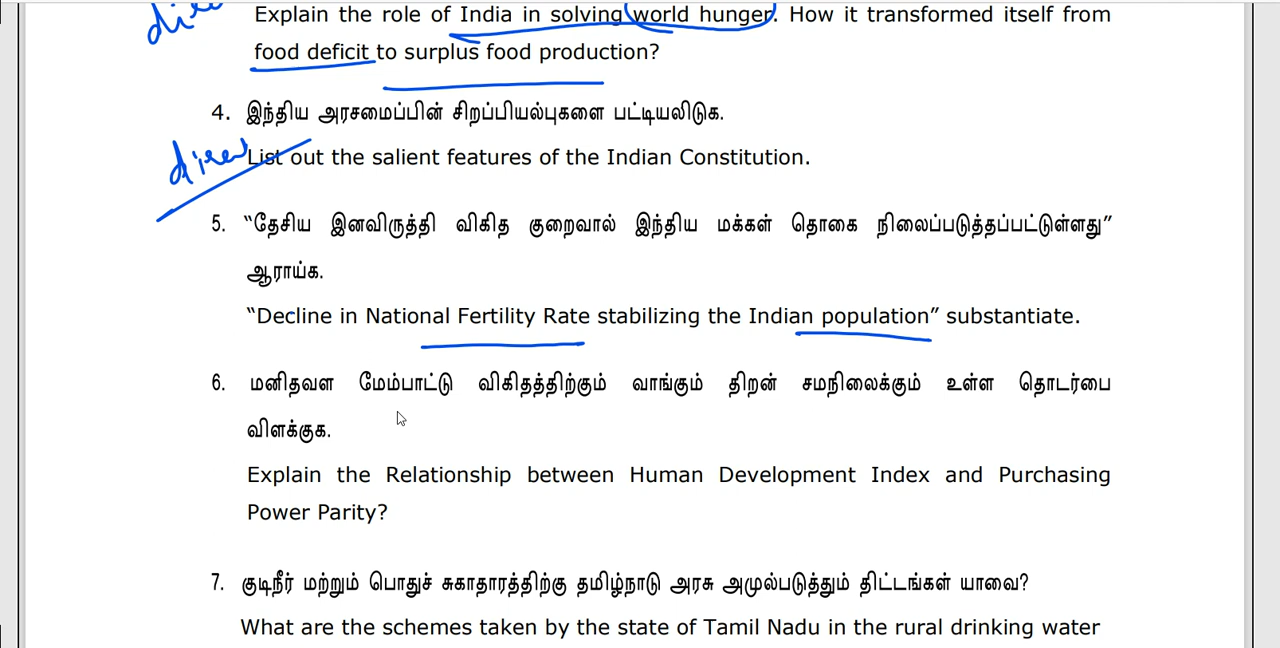 Explain the role of India in solving world hunger. How it transformed itself from
food deficit to surplus food production?
4. இந்திய அரசமைப்பின் சிறப்பியல்புகளை பட்டியலிடுக.
direct
List out the salient features of the Indian Constitution.
5. “தேசிய இனவிருத்தி விகித குறைவால் இந்திய மக்கள் தொகை நிலைப்படுத்தப்பட்டுள்ளது”
ஆராய்க.
“Decline in National Fertility Rate stabilizing the Indian population” substantiate.
6. மனிதவள மேம்பாட்டு விகிதத்திற்கும் வாங்கும் திறன் சமநிலைக்கும் உள்ள தொடர்பை
விளக்குக.
Explain the Relationship between Human Development Index and Purchasing
Power Parity?
7. குடிநீர் மற்றும் பொதுச் சுகாதாரத்திற்கு தமிழ்நாடு அரசு அமுல்படுத்தும் திட்டங்கள் யாவை?
What are the schemes taken by the state of Tamil Nadu in the rural drinking water